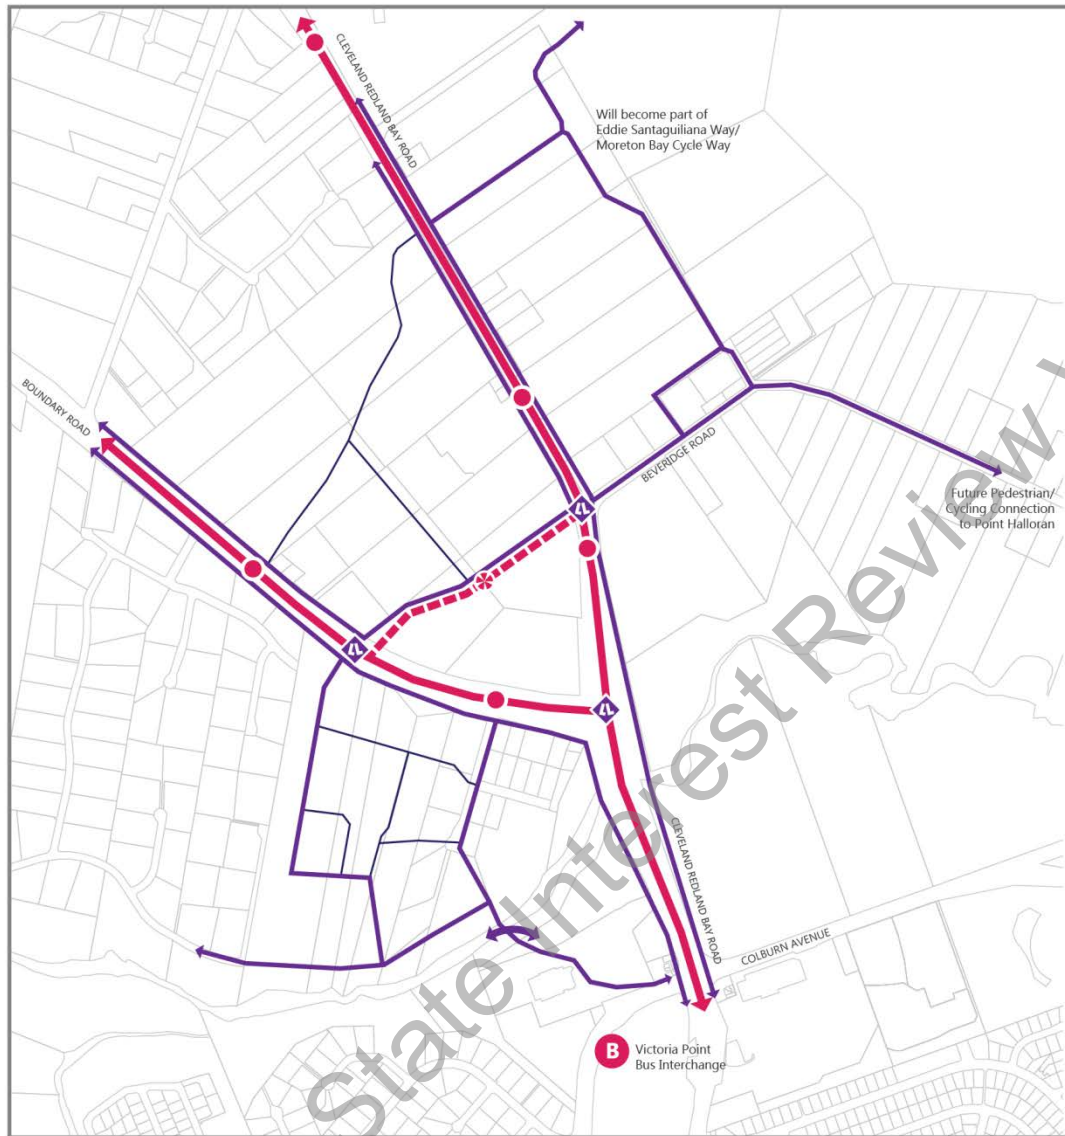 CLEVELAND REDLAND BAY ROAD
Will become part of
Eddie Santaguiliana Way/
Moreton Bay Cycle Way
BOUNDARY ROAD
BEVERIDGE ROAD
Future Pedestrian/
Cycling Connection
to Point Halloran
CLEVELAND REDLAND BAY ROAD
COLBURN AVENUE
B
Victoria Point
Bus Interchange
State Interest Review